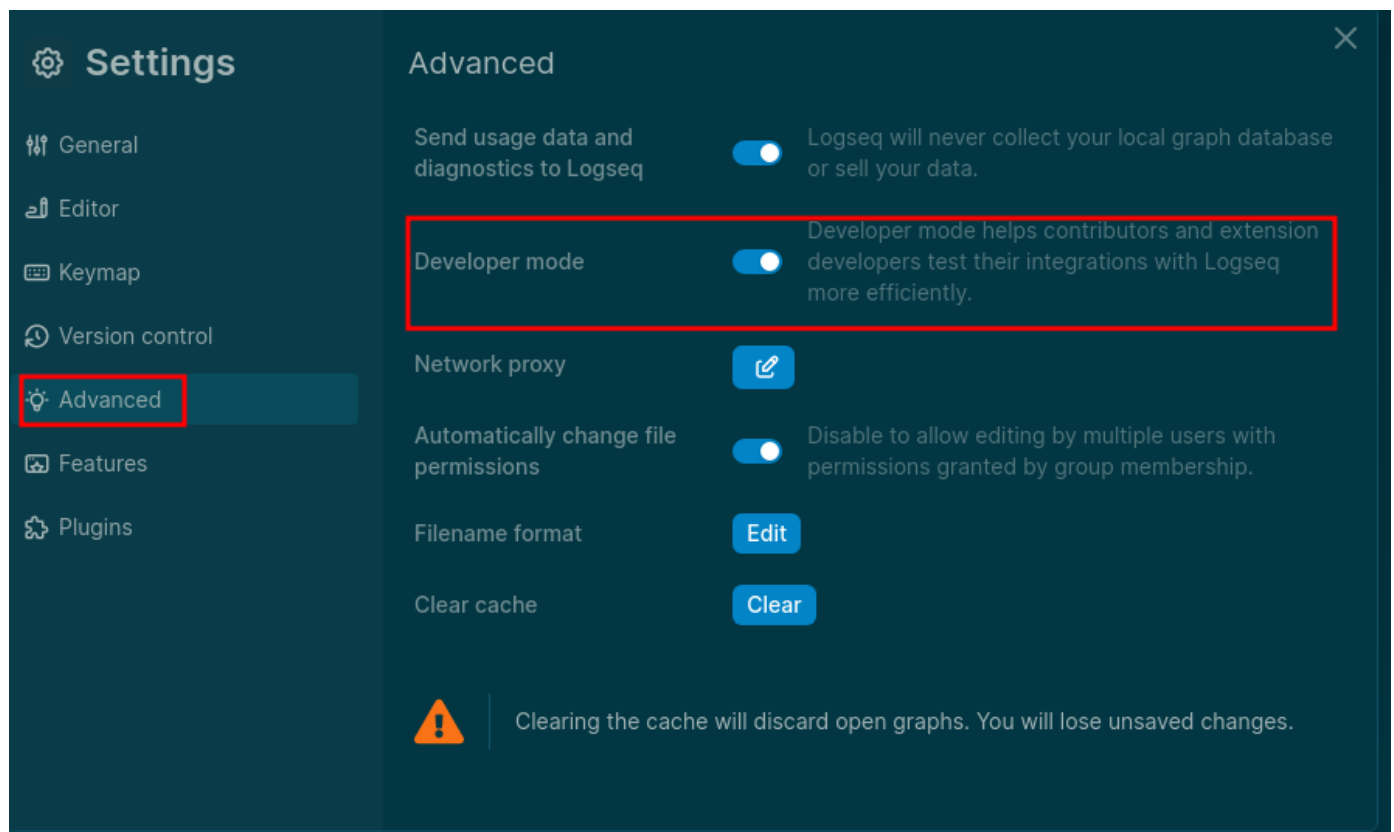 Settings
General
Editor
Keymap
Version control
Advanced
Features
Plugins
Advanced
Send usage data and
diagnostics to Logseq
Logseq will never collect your local graph database
or sell your data.
Developer mode
Developer mode helps contributors and extension
developers test their integrations with Logseq
more efficiently.
Network proxy
Automatically change file
permissions
Disable to allow editing by multiple users with
permissions granted by group membership.
Filename format
Edit
Clear cache
Clear
Clearing the cache will discard open graphs. You will lose unsaved changes.